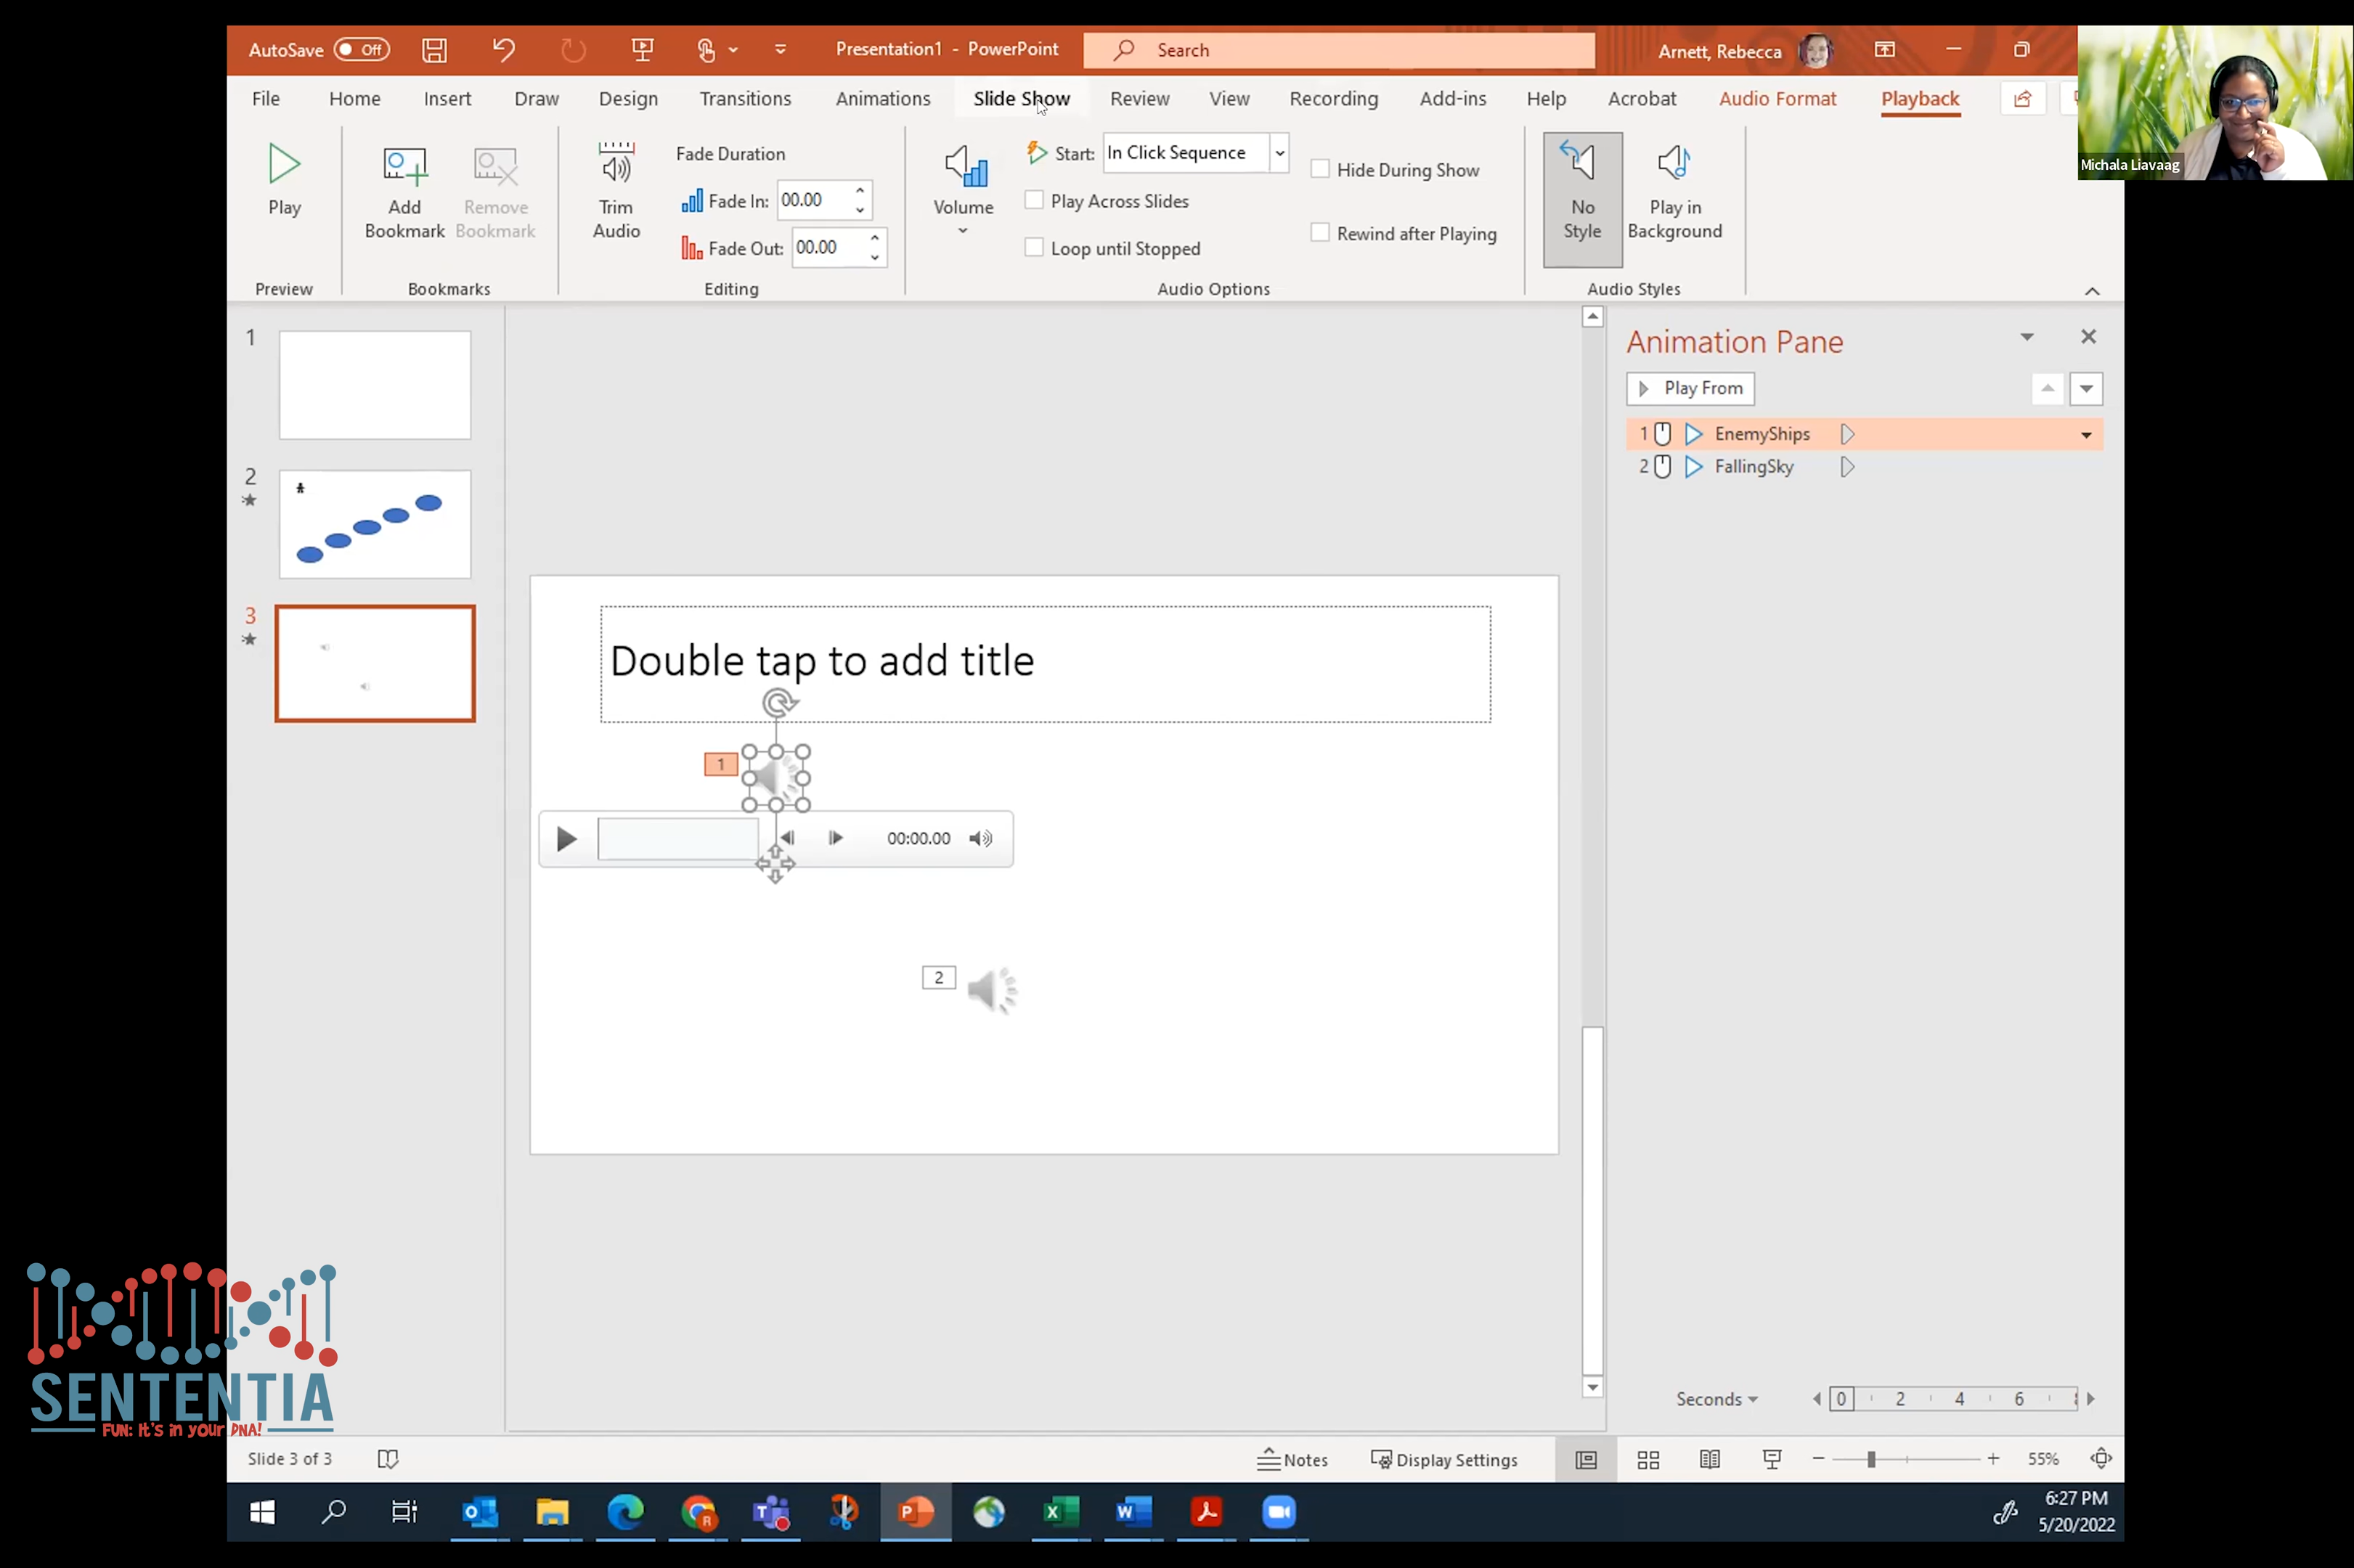 AutoSave Off Presentation1 - PowerPoint Search Arnett, Rebecca
File Home Insert Draw Design Transitions Animations Slide Show Review View Recording Add-ins Help Acrobat Audio Format Playback
Michala Liavaag
Play
Preview
Add Bookmark
Remove Bookmark
Bookmarks
Trim Audio
Fade Duration
Fade In: 00.00
Fade Out: 00.00
Editing
Volume
Start: In Click Sequence
Play Across Slides
Loop until Stopped
Hide During Show
Rewind after Playing
Audio Options
No Style
Play in Background
Audio Styles
1
2
3
Double tap to add title
1
00:00.00
2
Animation Pane
Play From
1 EnemyShips
2 FallingSky
Seconds 0 2 4 6
SENTENTIA
FUN: It's in your DNA!
Slide 3 of 3 Notes Display Settings 55%
6:27 PM
5/20/2022